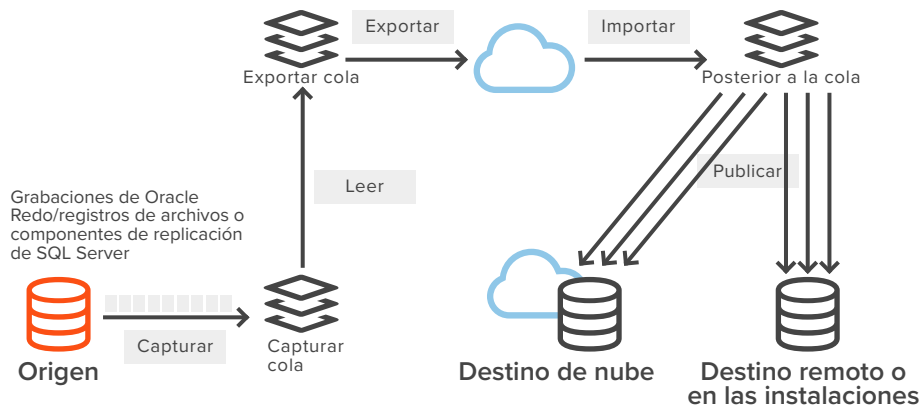 Exportar
Importar
Exportar cola
Posterior a la cola
Leer
Publicar
Grabaciones de Oracle
Redo/registros de archivos o
componentes de replicación
de SQL Server
Capturar
Capturar
cola
Origen
Destino de nube
Destino remoto o
en las instalaciones